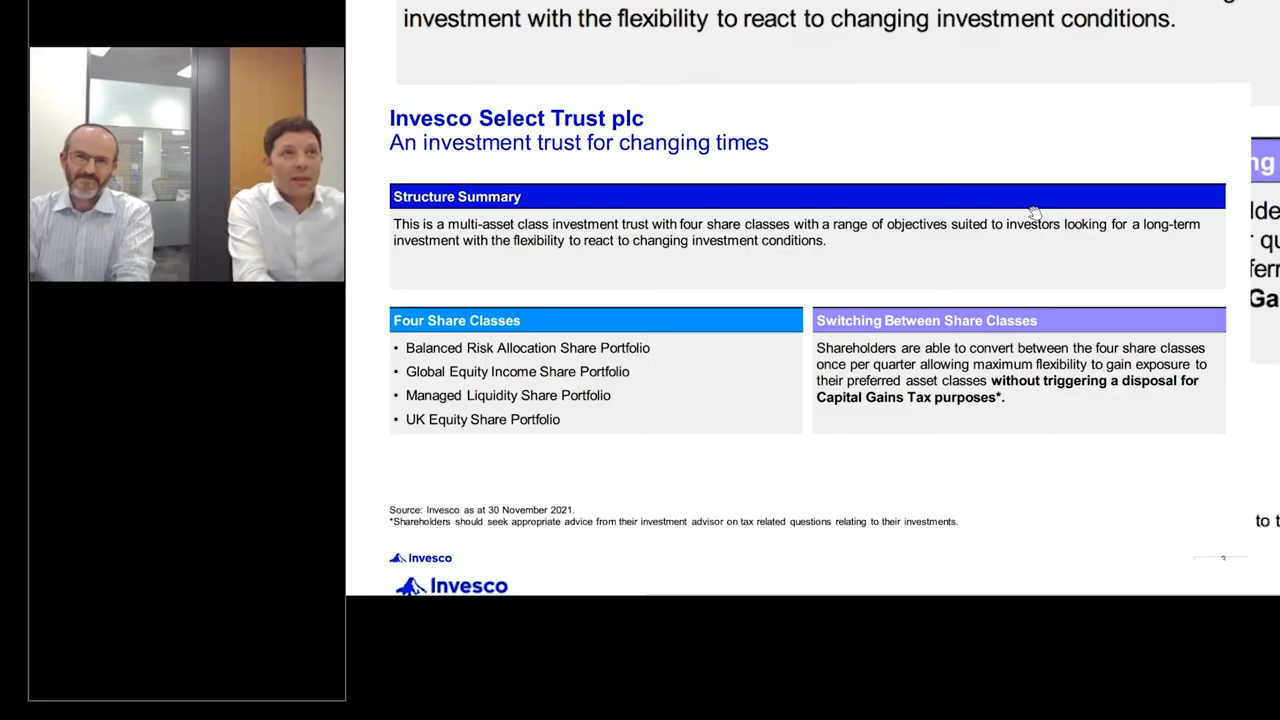 investment with the flexibility to react to changing investment conditions.
Invesco Select Trust plc
An investment trust for changing times
Structure Summary
This is a multi-asset class investment trust with four share classes with a range of objectives suited to investors looking for a long-term
investment with the flexibility to react to changing investment conditions.
Four Share Classes
• Balanced Risk Allocation Share Portfolio
• Global Equity Income Share Portfolio
• Managed Liquidity Share Portfolio
• UK Equity Share Portfolio
Switching Between Share Classes
Shareholders are able to convert between the four share classes
once per quarter allowing maximum flexibility to gain exposure to
their preferred asset classes without triggering a disposal for
Capital Gains Tax purposes*.
Source: Invesco as at 30 November 2021.
*Shareholders should seek appropriate advice from their investment advisor on tax related questions relating to their investments.
Invesco
Invesco
ng
lde
qu
ferr
Ga
to t